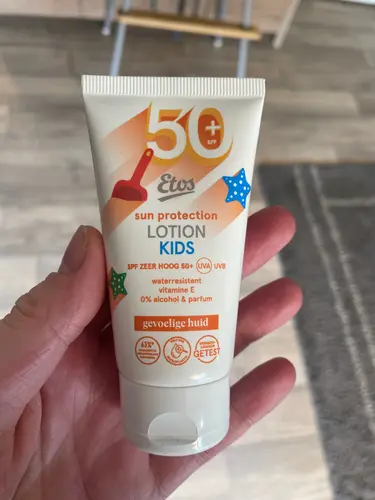 50+
SPF
Etos
sun protection
LOTION
KIDS
SPF ZEER HOOG 50+ UVA UVB
waterresistent
vitamine E
0% alcohol & parfum
gevoelige huid
GETEST